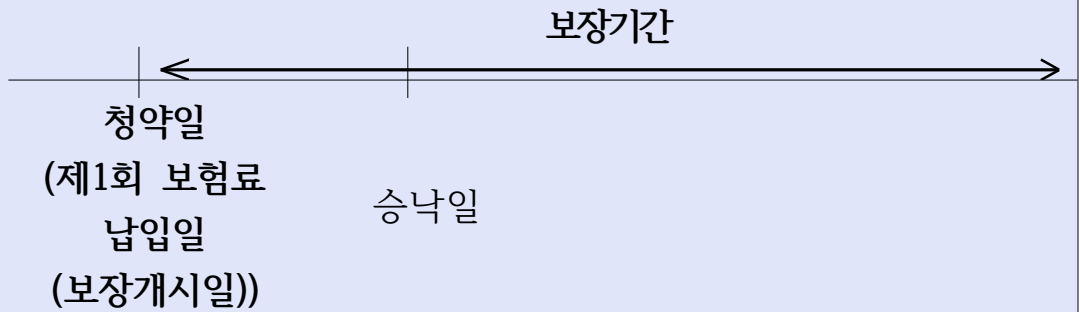 보장기간
청약일
(제1회 보험료
납입일
(보장개시일))
승낙일